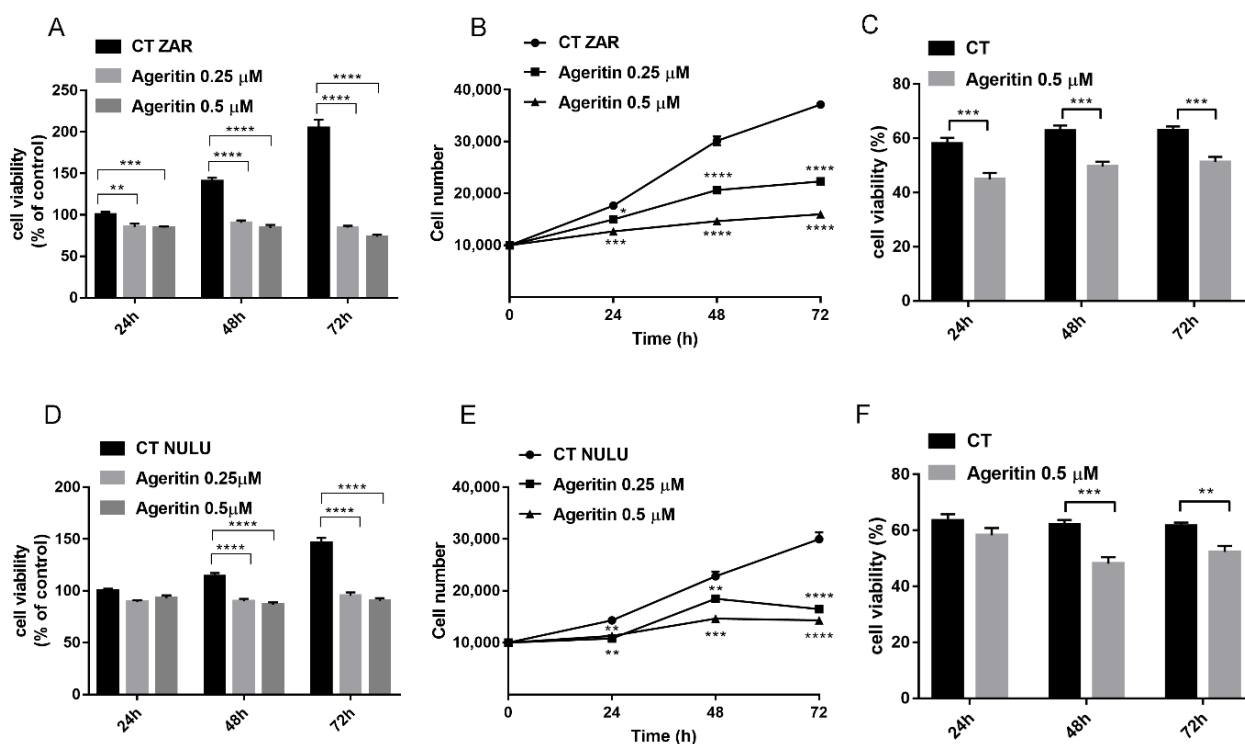 A
CT ZAR
Ageritin 0.25 µM
Ageritin 0.5 µM
cell viability
(% of control)
250
200
150
100
50
0
** *** **** **** **** ****
24h 48h 72h
B
CT ZAR
Ageritin 0.25 µM
Ageritin 0.5 µM
Cell number
40,000
30,000
20,000
10,000
* *** **** **** **** ****
0 24 48 72
Time (h)
C
CT
Ageritin 0.5 µM
cell viability (%)
80
60
40
20
0
*** *** ***
24h 48h 72h
D
CT NULU
Ageritin 0.25µM
Ageritin 0.5µM
cell viability
(% of control)
200
150
100
50
0
**** **** **** ****
24h 48h 72h
E
CT NULU
Ageritin 0.25 µM
Ageritin 0.5 µM
Cell number
40,000
30,000
20,000
10,000
** ** ** *** **** ****
0 24 48 72
Time (h)
F
CT
Ageritin 0.5 µM
cell viability (%)
80
60
40
20
0
*** **
24h 48h 72h